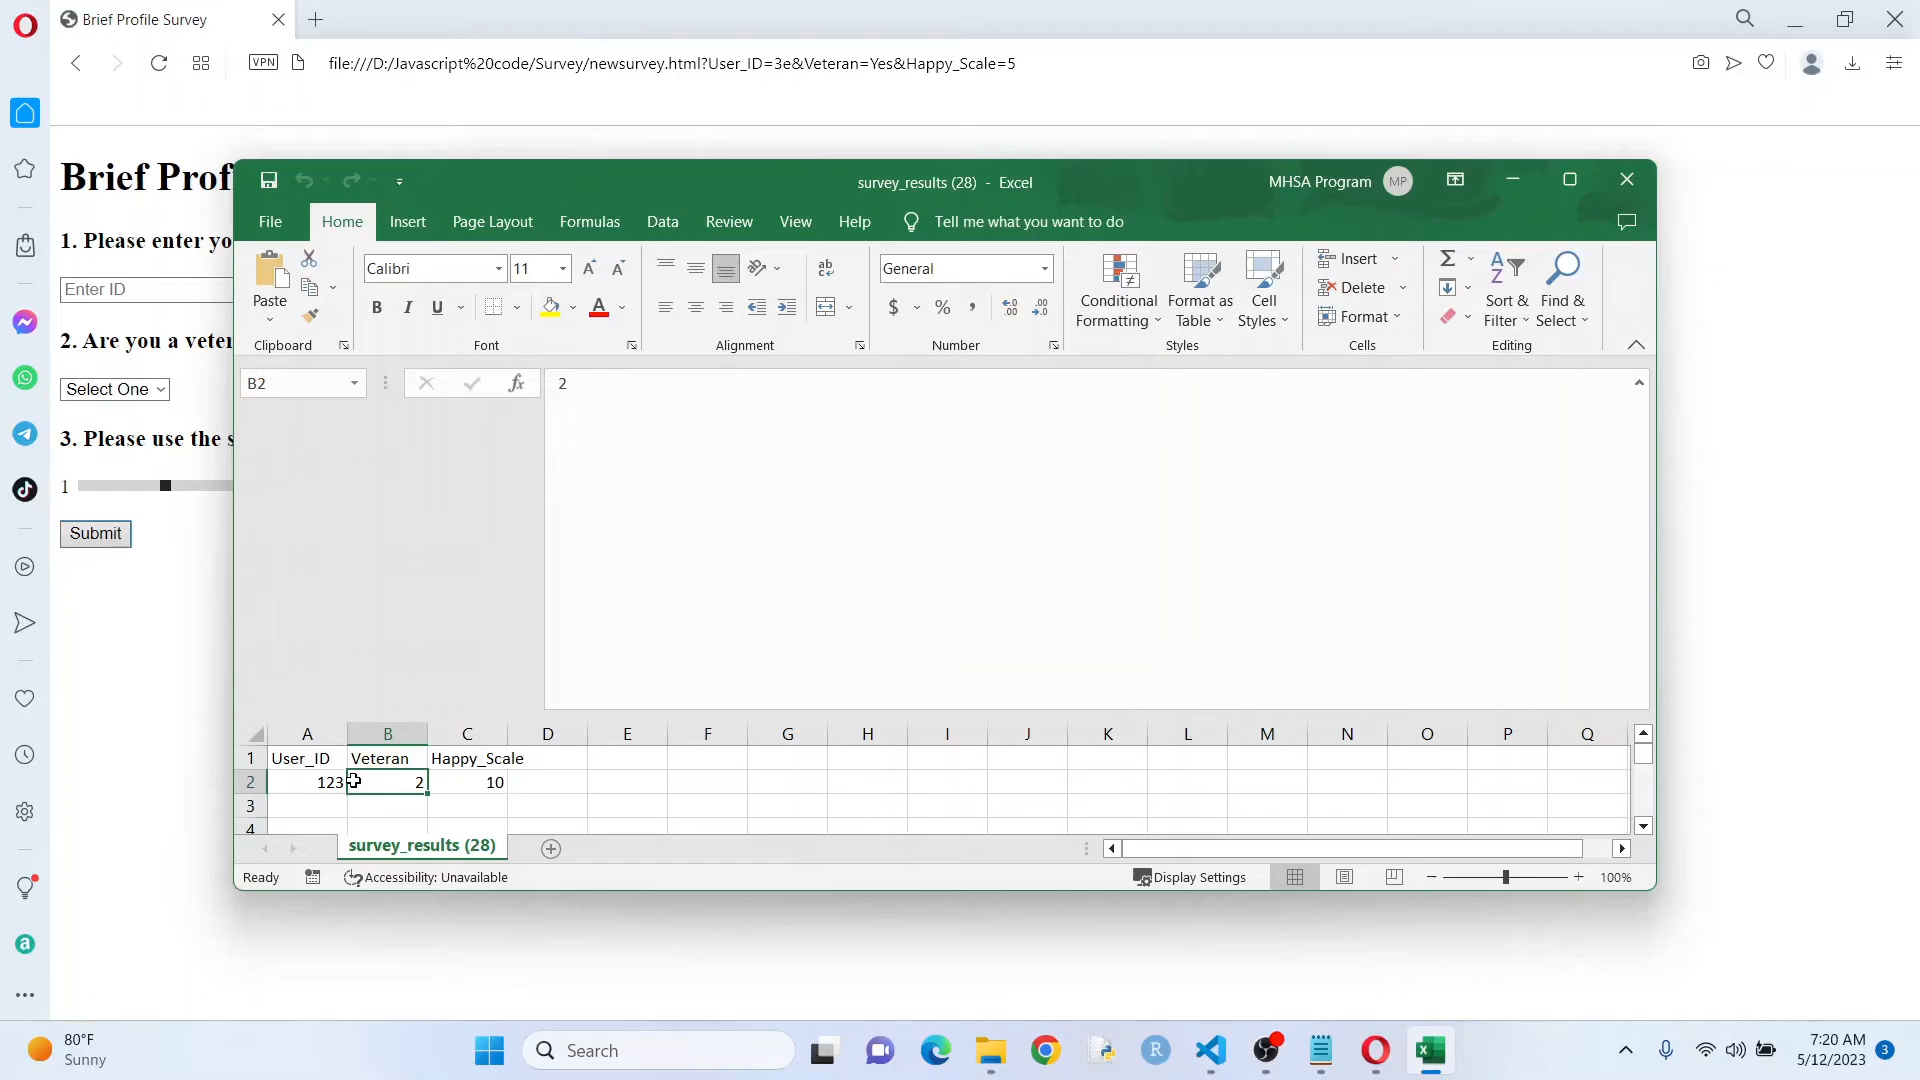 Brief Profile Survey
VPN
file:///D:/Javascript%20code/Survey/newsurvey.html?User_ID=3e&Veteran=Yes&Happy_Scale=5
Brief Prof
1. Please enter yo
Enter ID
2. Are you a veter
Select One
3. Please use the s
1
Submit
survey_results (28) - Excel
MHSA Program
MP
File Home Insert Page Layout Formulas Data Review View Help Tell me what you want to do
Paste
Calibri 11
B I U
General
$ %
Conditional Formatting
Format as Table
Cell Styles
Insert
Delete
Format
Sort & Filter
Find & Select
Clipboard Font Alignment Number Styles Cells Editing
B2
fx
2
A B C D E F G H I J K L M N O P Q
1 User_ID Veteran Happy_Scale
2 123 2 10
3
4
survey_results (28)
Ready
Accessibility: Unavailable
Display Settings
100%
80°F
Sunny
Search
7:20 AM
5/12/2023
3